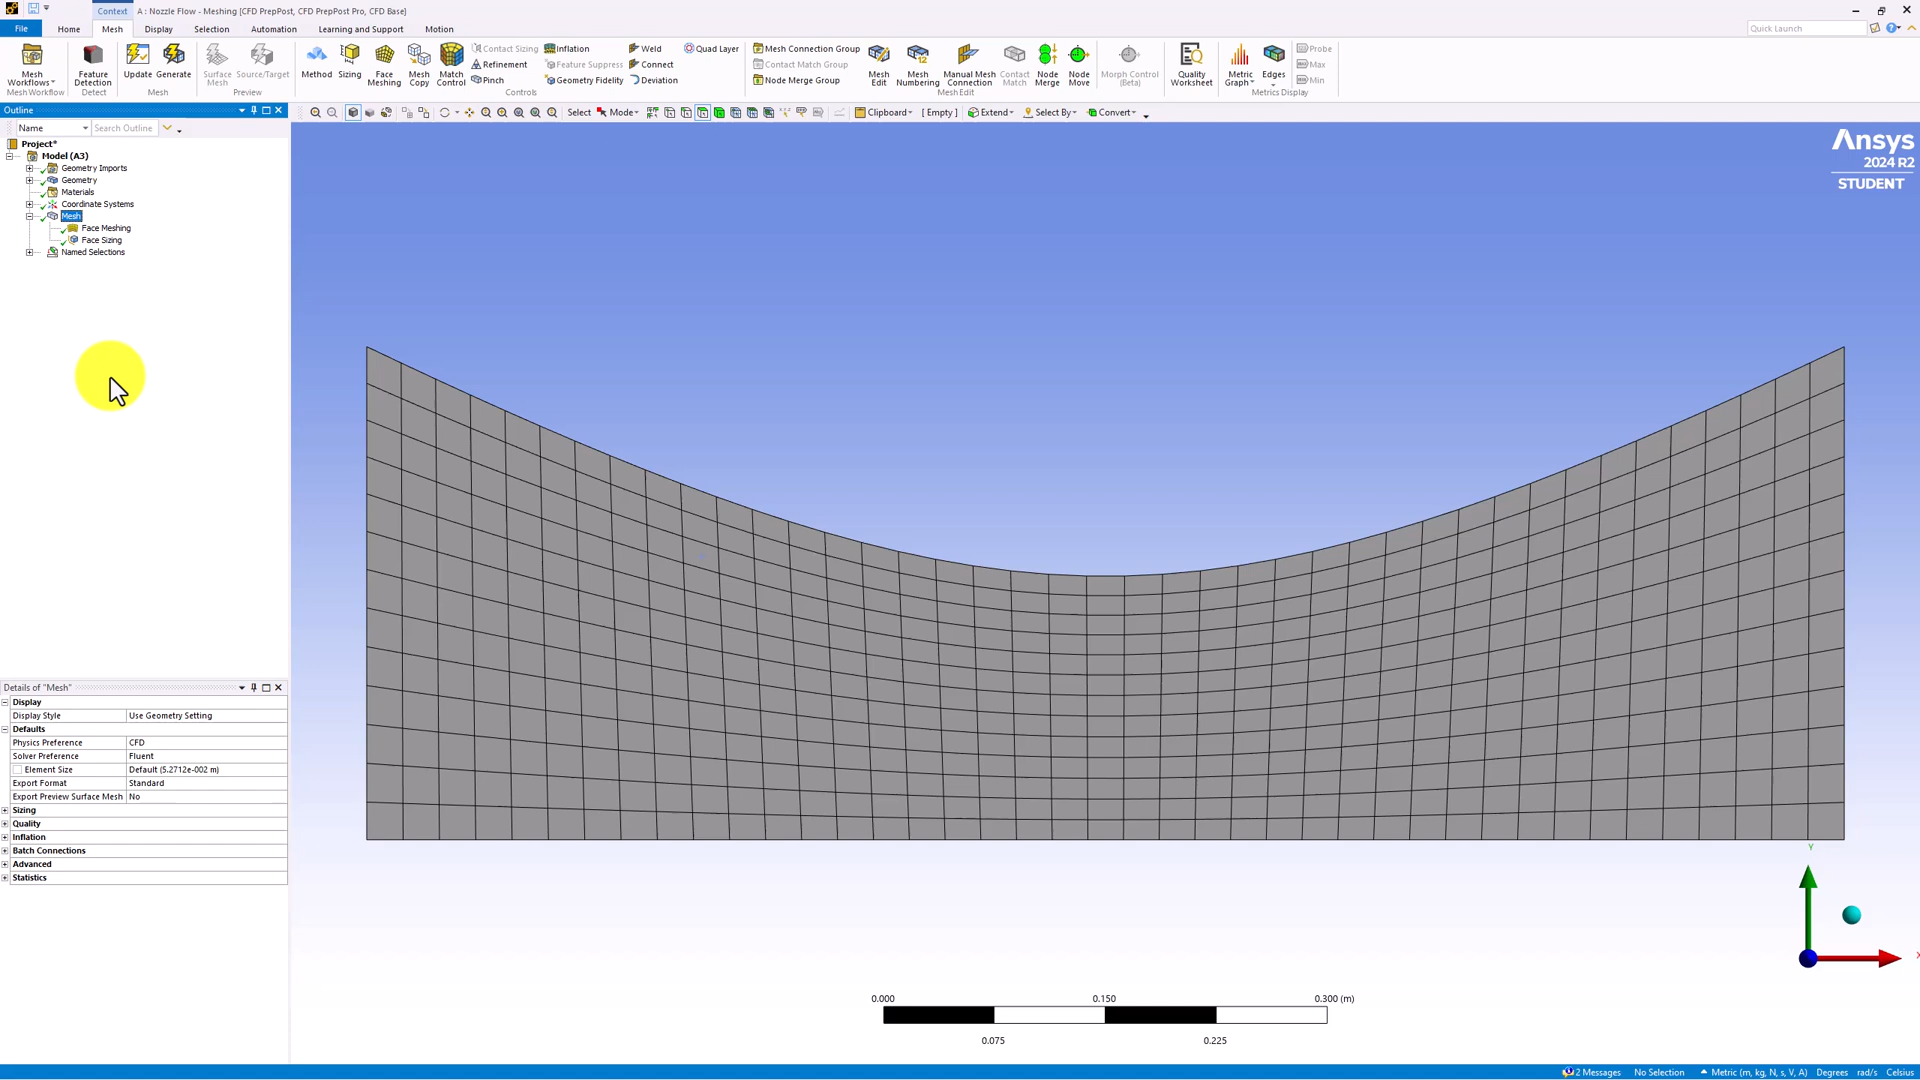 Context
A : Nozzle Flow - Meshing [CFD PrepPost, CFD PrepPost Pro, CFD Base]
File Home Mesh Display Selection Automation Learning and Support Motion Quick Launch
Mesh Workflows
Mesh Workflow
Feature Detection
Detect
Update Generate
Mesh
Surface Mesh Source/Target
Preview
Method Sizing Face Meshing Mesh Copy Match Control
Contact Sizing
Refinement
Pinch
Inflation
Feature Suppress
Geometry Fidelity
Weld
Connect
Deviation
Quad Layer
Controls
Mesh Connection Group
Contact Match Group
Node Merge Group
Mesh Edit Mesh Numbering Manual Mesh Connection Contact Match Node Merge Node Move Morph Control (Beta)
Mesh Edit
Quality Worksheet Metric Graph Edges
Probe
Max
Min
Metrics Display
Outline
Select Mode Clipboard [ Empty ] Extend Select By Convert
Name Search Outline
Project*
Model (A3)
Geometry Imports
Geometry
Materials
Coordinate Systems
Mesh
Face Meshing
Face Sizing
Named Selections
Ansys
2024 R2
STUDENT
Details of "Mesh"
Display
Display Style Use Geometry Setting
Defaults
Physics Preference CFD
Solver Preference Fluent
Element Size Default (5.2712e-002 m)
Export Format Standard
Export Preview Surface Mesh No
Sizing
Quality
Inflation
Batch Connections
Advanced
Statistics
Y
X
0.000 0.150 0.300 (m)
0.075 0.225
2 Messages No Selection Metric (m, kg, N, s, V, A) Degrees rad/s Celsius